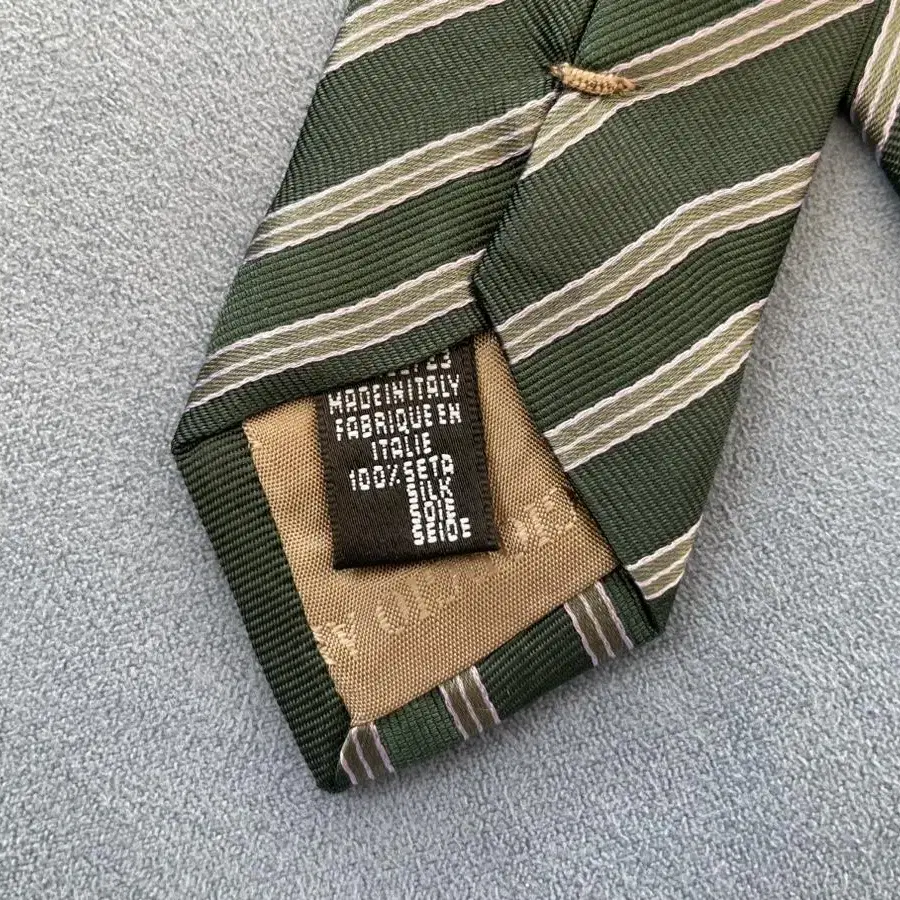 MADE IN ITALY
FABRIQUE EN
ITALIE
100% SETA
SILK
SOIE
SEIDE